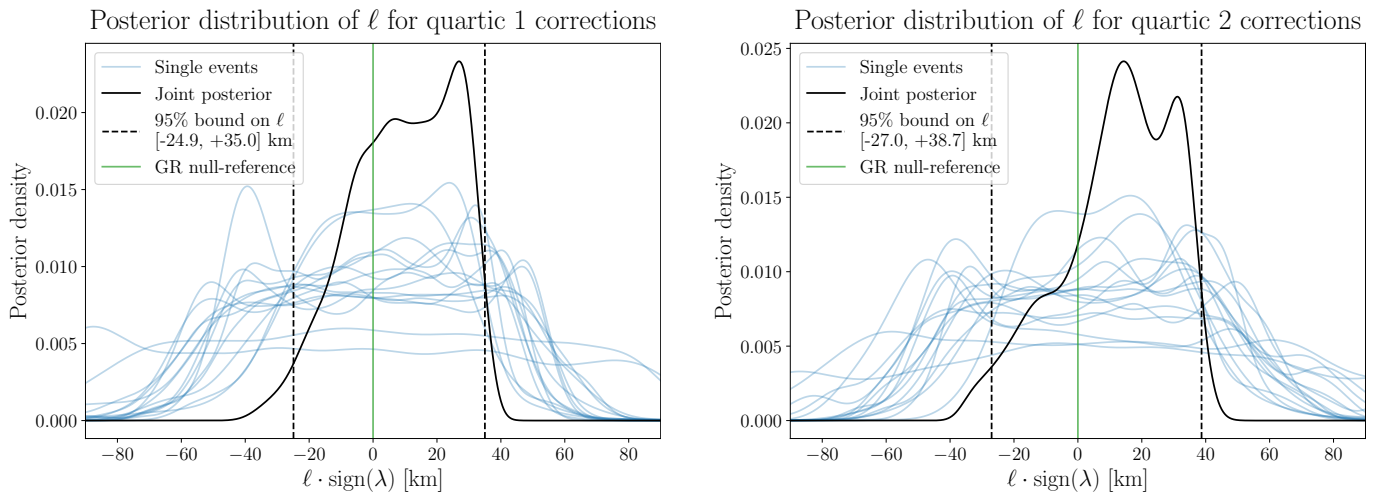 Posterior distribution of ℓ for quartic 1 corrections
Single events
Joint posterior
95% bound on ℓ
[-24.9, +35.0] km
GR null-reference
Posterior density
0.020
0.015
0.010
0.005
0.000
−80 −60 −40 −20 0 20 40 60 80
ℓ · sign(λ) [km]
Posterior distribution of ℓ for quartic 2 corrections
Single events
Joint posterior
95% bound on ℓ
[-27.0, +38.7] km
GR null-reference
Posterior density
0.025
0.020
0.015
0.010
0.005
0.000
−80 −60 −40 −20 0 20 40 60 80
ℓ · sign(λ) [km]